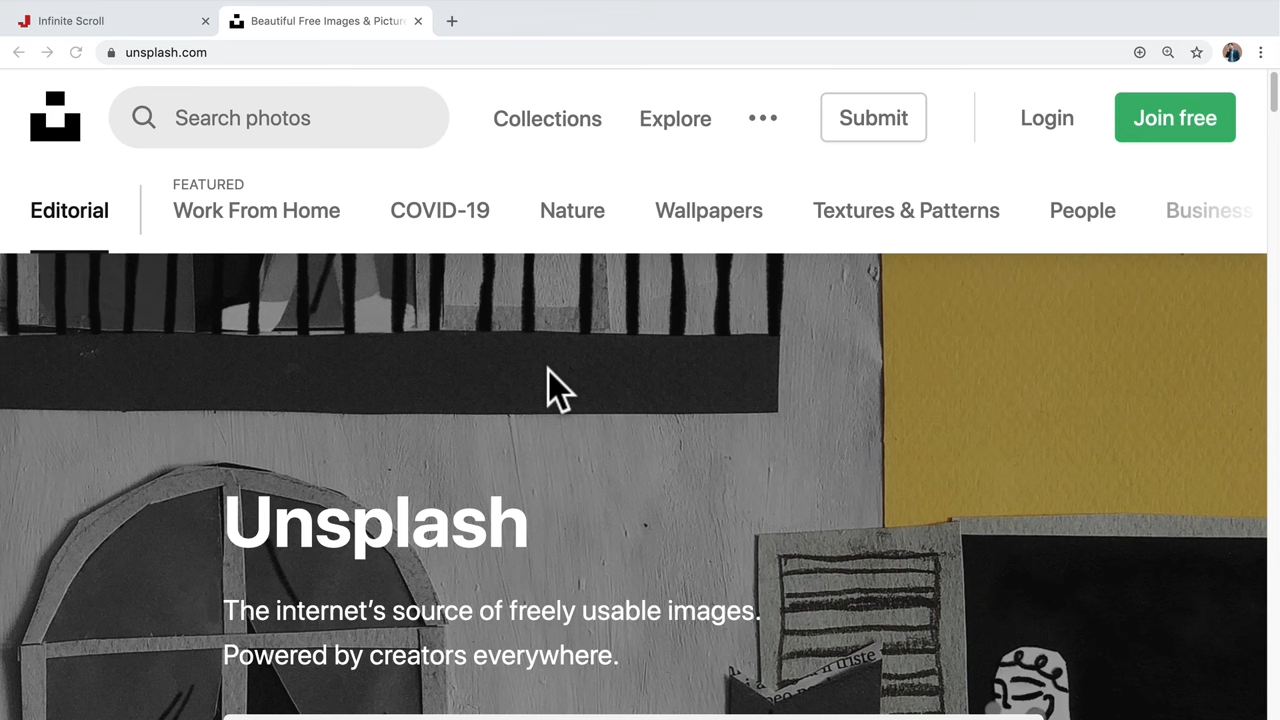 Infinite Scroll
Beautiful Free Images & Pictur
unsplash.com
Search photos
Collections
Explore
Submit
Login
Join free
Editorial
FEATURED
Work From Home
COVID-19
Nature
Wallpapers
Textures & Patterns
People
Business
Unsplash
The internet’s source of freely usable images.
Powered by creators everywhere.
triste